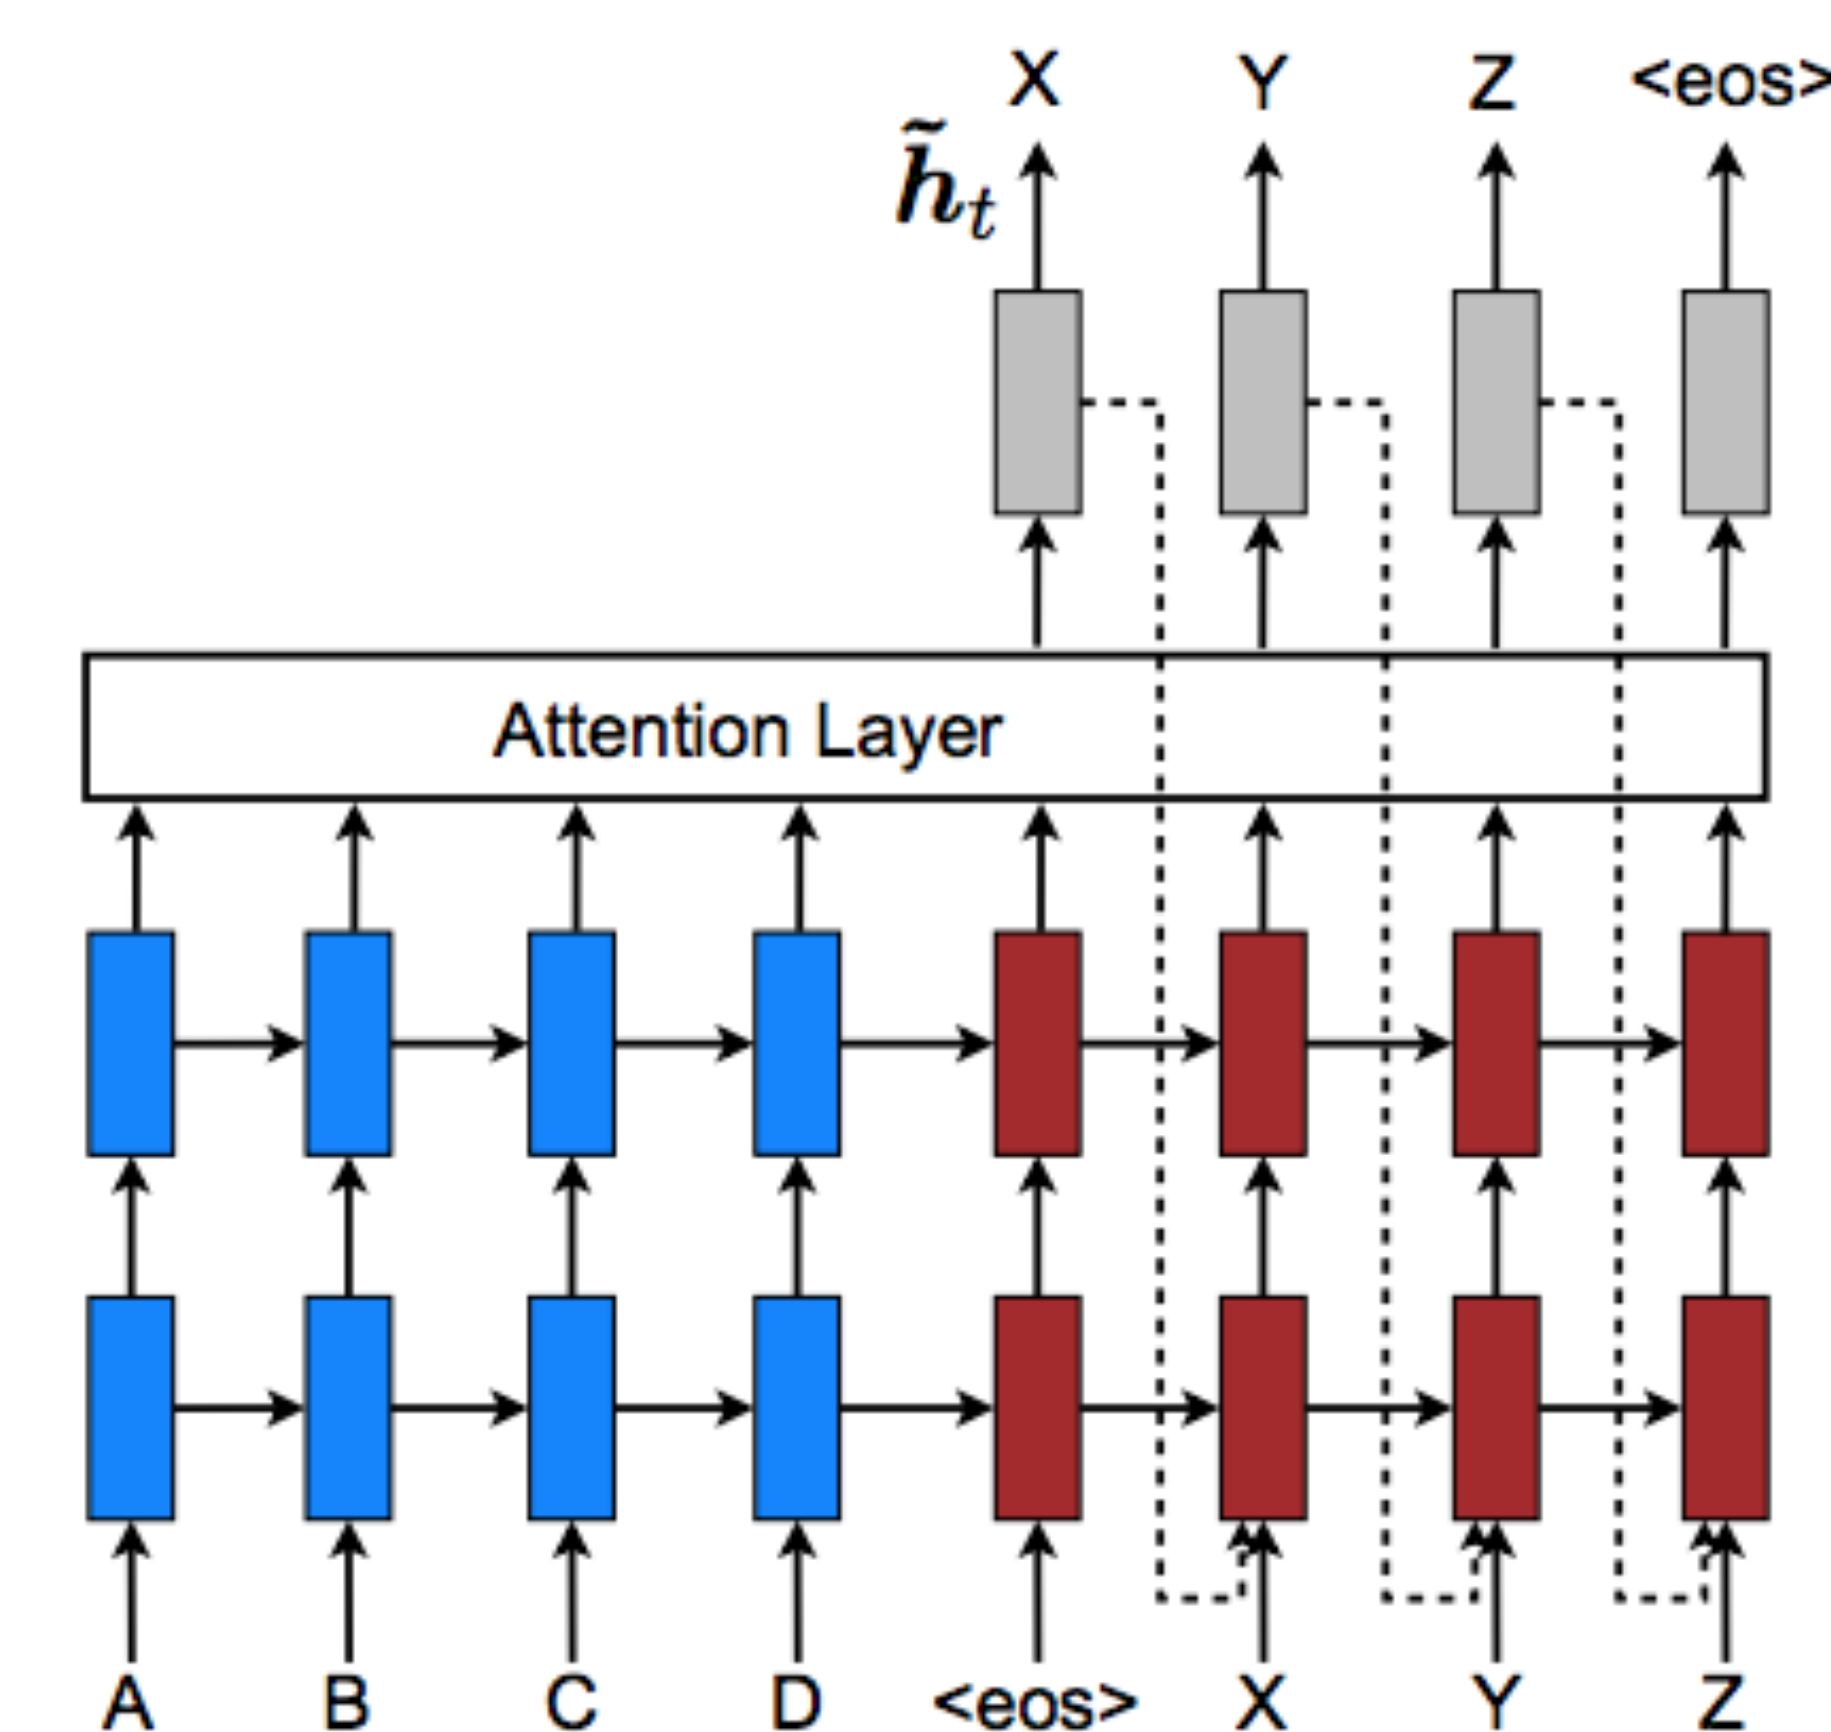 X Y Z <eos>
h̃ₜ
Attention Layer
A B C D <eos> X Y Z